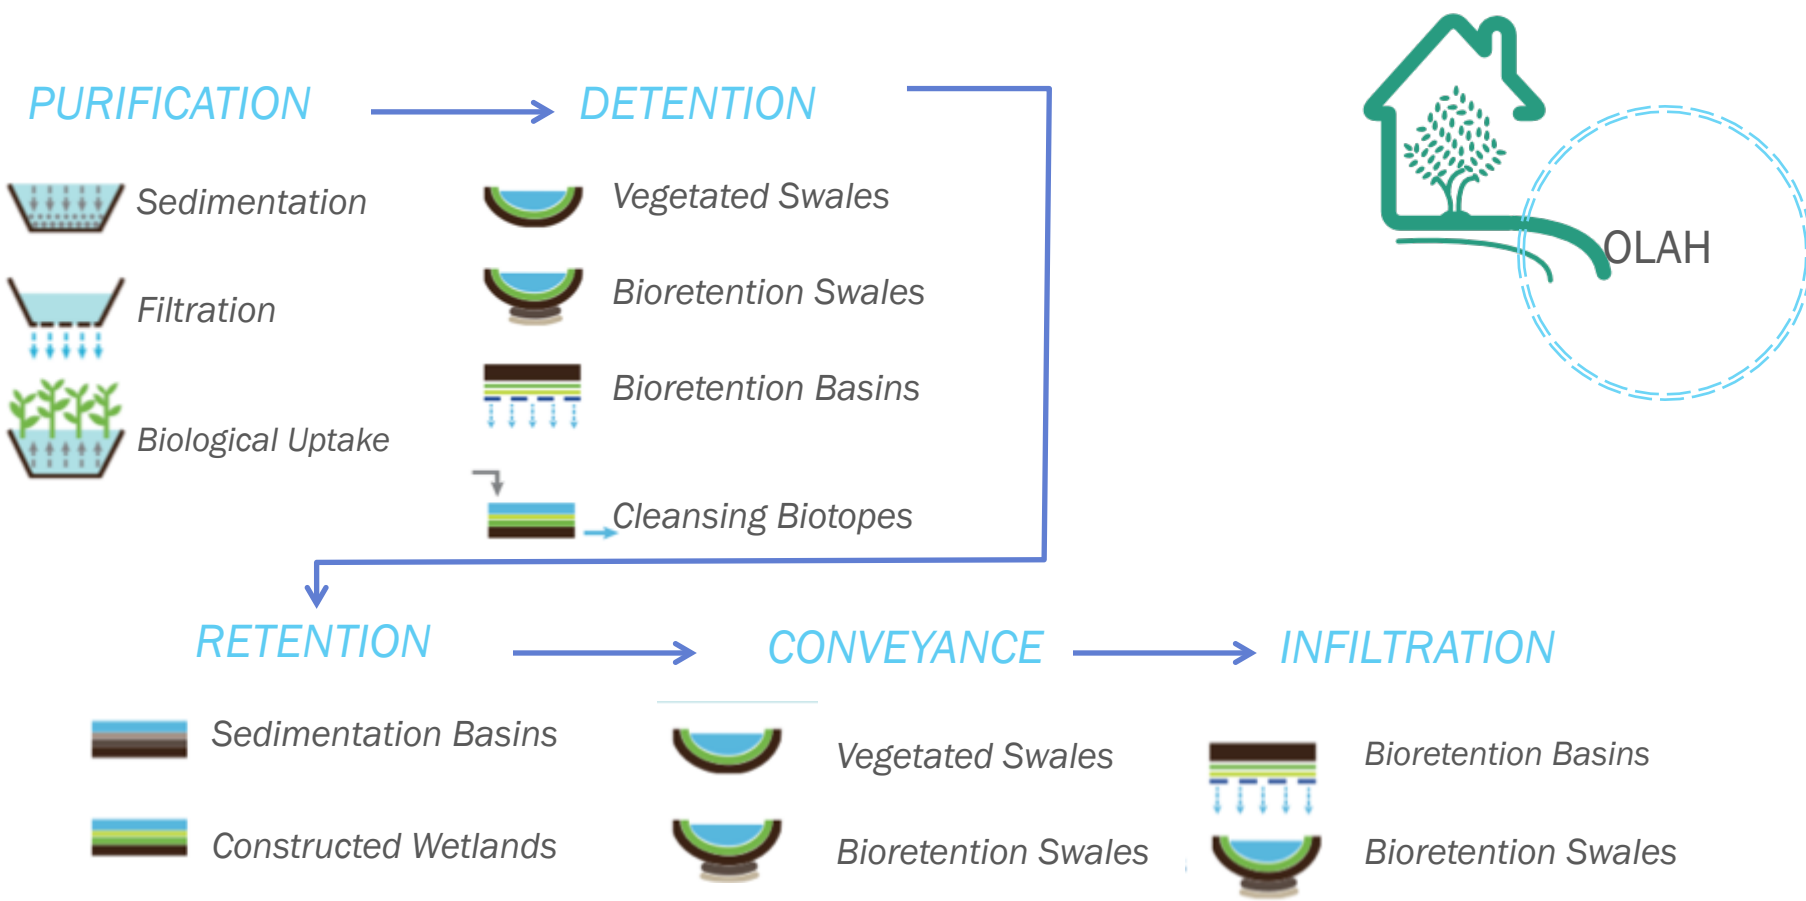 PURIFICATION
DETENTION
Sedimentation
Filtration
Biological Uptake
Vegetated Swales
Bioretention Swales
Bioretention Basins
Cleansing Biotopes
OLAH
RETENTION
CONVEYANCE
INFILTRATION
Sedimentation Basins
Constructed Wetlands
Vegetated Swales
Bioretention Swales
Bioretention Basins
Bioretention Swales